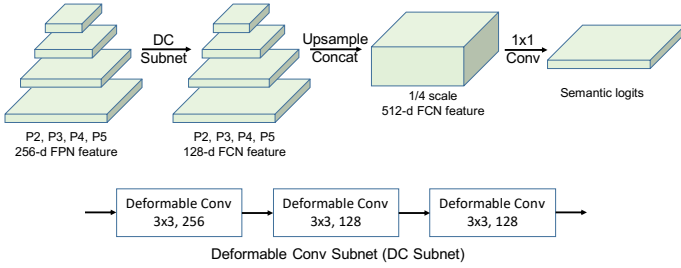 DC
Subnet
Upsample
Concat
1x1
Conv
P2, P3, P4, P5
256-d FPN feature
P2, P3, P4, P5
128-d FCN feature
1/4 scale
512-d FCN feature
Semantic logits
Deformable Conv
3x3, 256
Deformable Conv
3x3, 128
Deformable Conv
3x3, 128
Deformable Conv Subnet (DC Subnet)